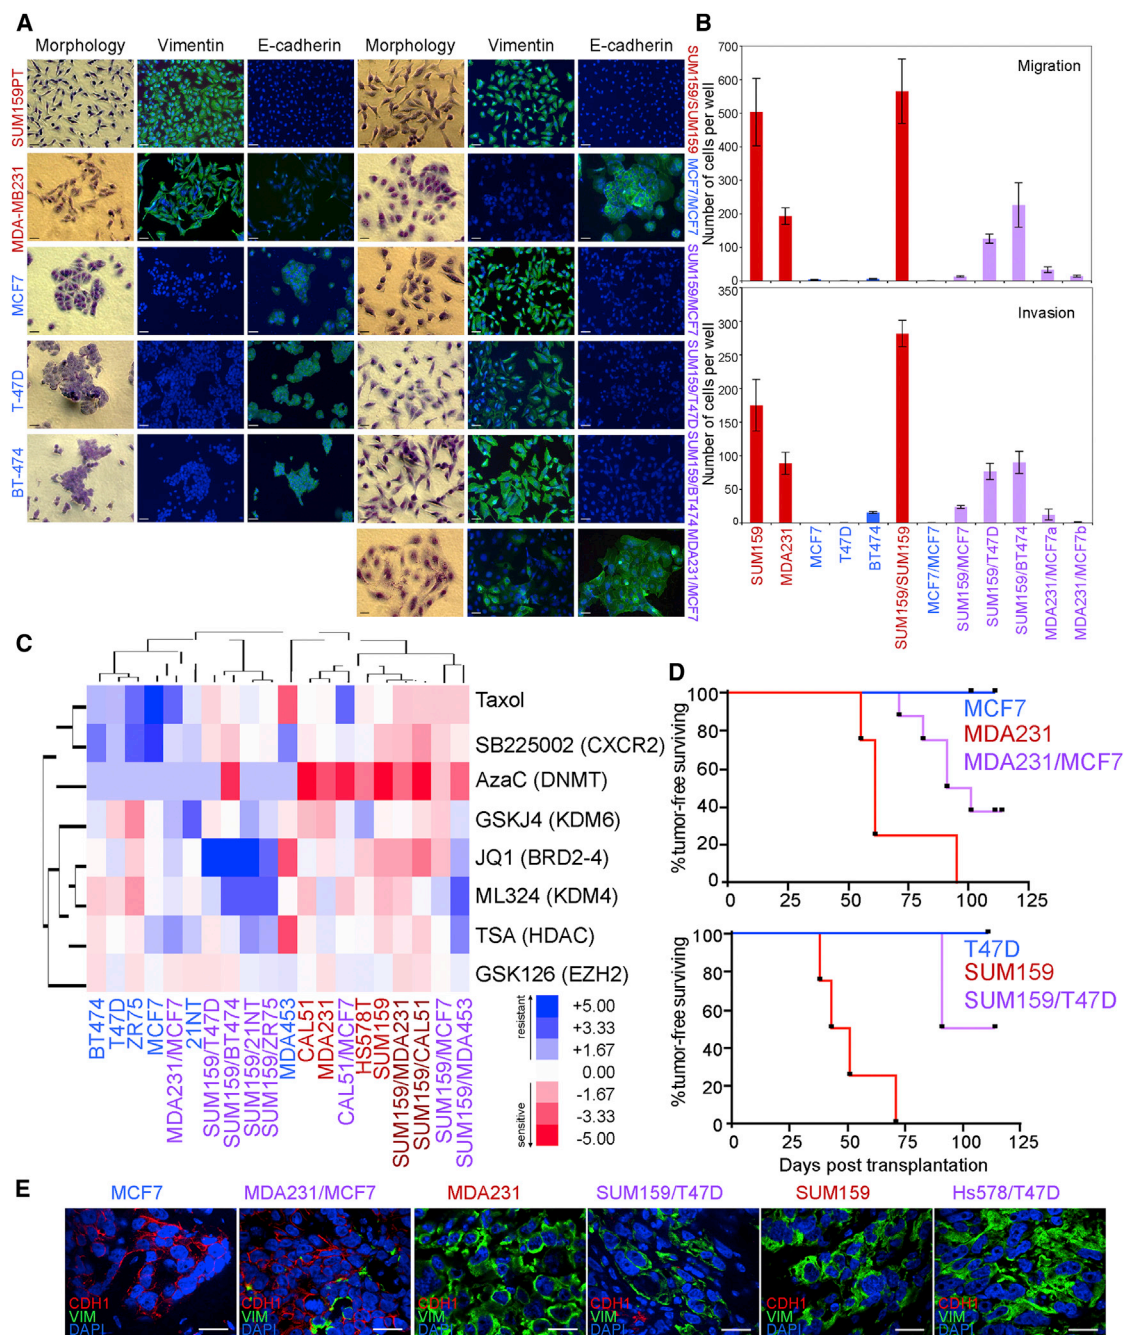 A
Morphology Vimentin E-cadherin Morphology Vimentin E-cadherin
SUM159PT
MDA-MB231
MCF7
T-47D
BT-474
SUM159/SUM159
MCF7/MCF7
SUM159/MCF7
SUM159/T47D
SUM159/BT474
MDA231/MCF7
B
Migration
Number of cells per well
700
600
500
400
300
200
100
0
Invasion
Number of cells per well
350
300
250
200
150
100
50
0
SUM159
MDA231
MCF7
T47D
BT474
SUM159/SUM159
MCF7/MCF7
SUM159/MCF7
SUM159/T47D
SUM159/BT474
MDA231/MCF7a
MDA231/MCF7b
C
Taxol
SB225002 (CXCR2)
AzaC (DNMT)
GSKJ4 (KDM6)
JQ1 (BRD2-4)
ML324 (KDM4)
TSA (HDAC)
GSK126 (EZH2)
BT474
T47D
ZR75
MCF7
MDA231/MCF7
21NT
SUM159/T47D
SUM159/BT474
SUM159/21NT
SUM159/ZR75
MDA453
CAL51
MDA231
CAL51/MCF7
HS578T
SUM159
SUM159/MDA231
SUM159/CAL51
SUM159/MCF7
SUM159/MDA453
resistant
sensitive
+5.00
+3.33
+1.67
0.00
-1.67
-3.33
-5.00
D
% tumor-free surviving
100
80
60
40
20
0
MCF7
MDA231
MDA231/MCF7
0 25 50 75 100 125
% tumor-free surviving
100
80
60
40
20
0
T47D
SUM159
SUM159/T47D
0 25 50 75 100 125
Days post transplantation
E
MCF7 MDA231/MCF7 MDA231 SUM159/T47D SUM159 Hs578/T47D
CDH1 CDH1 CDH1 CDH1 CDH1 CDH1
VIM VIM VIM VIM VIM VIM
DAPI DAPI DAPI DAPI DAPI DAPI